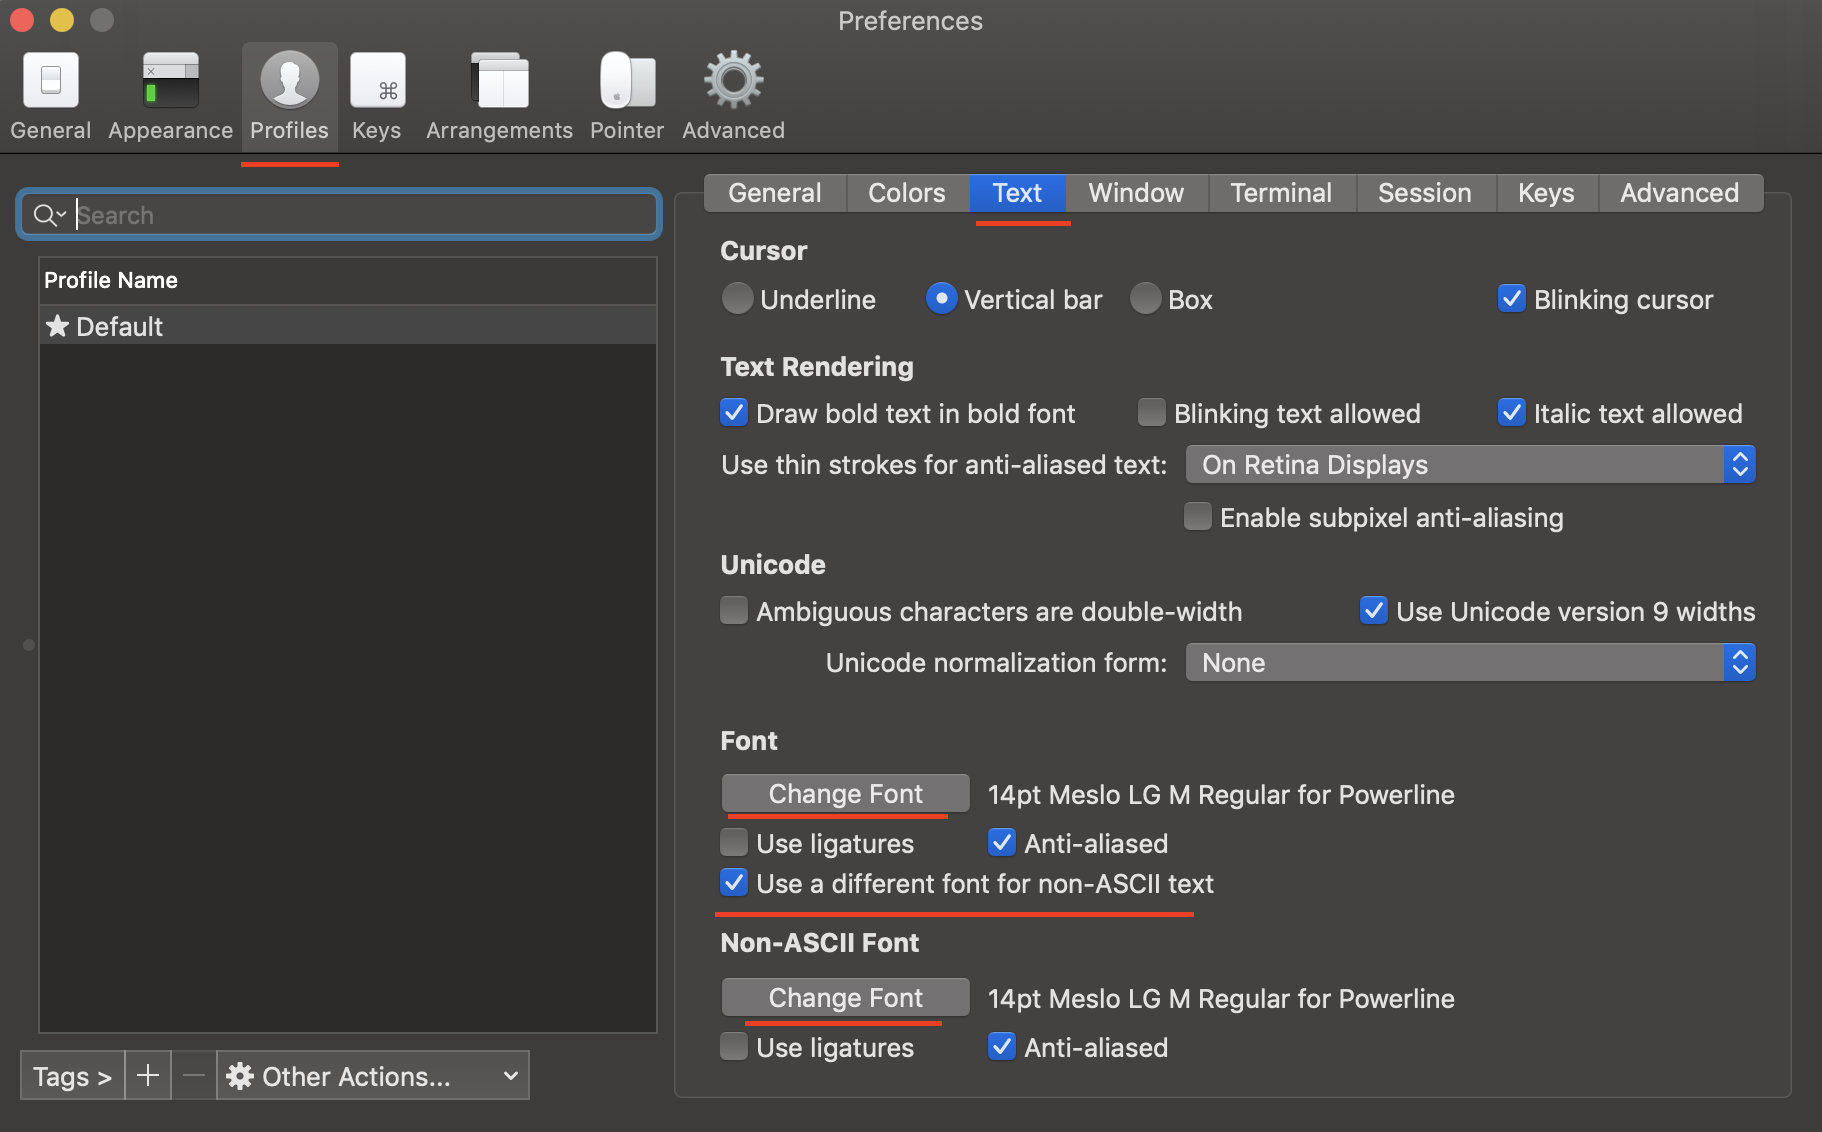 Preferences
General Appearance Profiles Keys Arrangements Pointer Advanced
Search
Profile Name
Default
Tags >
Other Actions...
General Colors Text Window Terminal Session Keys Advanced
Cursor
Underline Vertical bar Box Blinking cursor
Text Rendering
Draw bold text in bold font Blinking text allowed Italic text allowed
Use thin strokes for anti-aliased text: On Retina Displays
Enable subpixel anti-aliasing
Unicode
Ambiguous characters are double-width Use Unicode version 9 widths
Unicode normalization form: None
Font
Change Font 14pt Meslo LG M Regular for Powerline
Use ligatures Anti-aliased
Use a different font for non-ASCII text
Non-ASCII Font
Change Font 14pt Meslo LG M Regular for Powerline
Use ligatures Anti-aliased